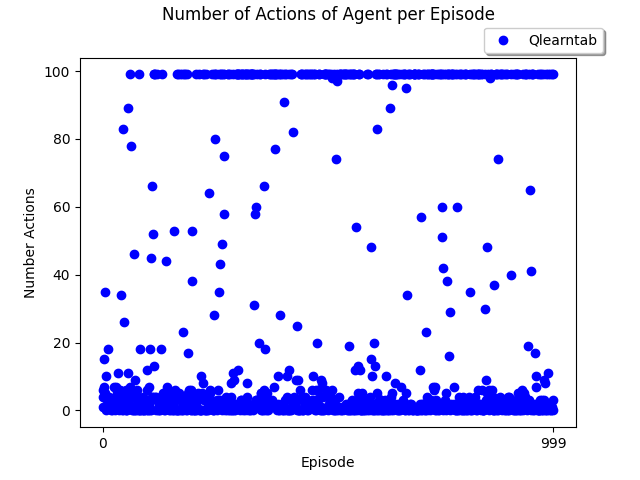 Number of Actions of Agent per Episode
Qlearntab
100
80
60
40
20
0
Number Actions
0 999
Episode